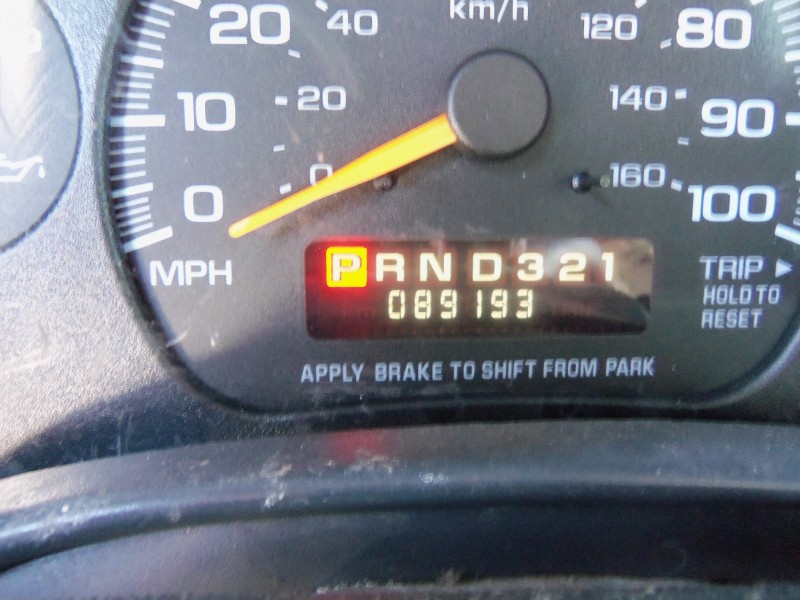 km/h
20 40 120 80
10 20 140 90
0 0 160 100
MPH
PRND321
089193
TRIP ►
HOLD TO
RESET
APPLY BRAKE TO SHIFT FROM PARK